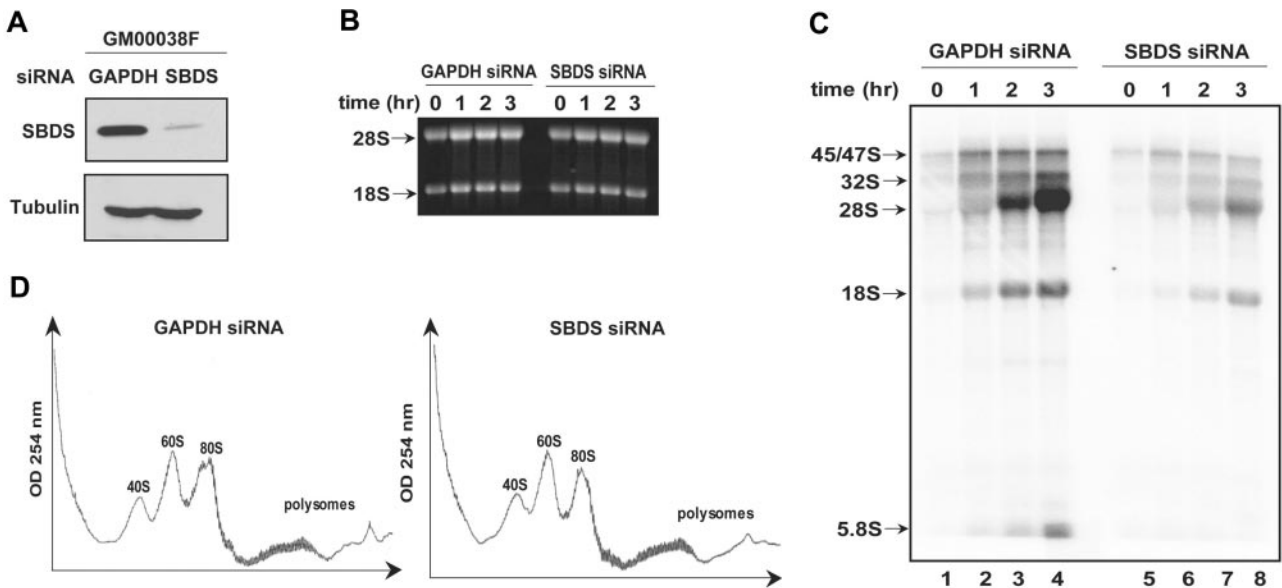 A
GM00038F
siRNA GAPDH SBDS
SBDS
Tubulin
B
GAPDH siRNA SBDS siRNA
time (hr) 0 1 2 3 0 1 2 3
28S→
18S→
C
GAPDH siRNA SBDS siRNA
time (hr) 0 1 2 3 0 1 2 3
45/47S→
32S→
28S→
18S→
5.8S→
1 2 3 4 5 6 7 8
D
GAPDH siRNA
OD 254 nm
40S
60S
80S
polysomes
SBDS siRNA
OD 254 nm
40S
60S
80S
polysomes